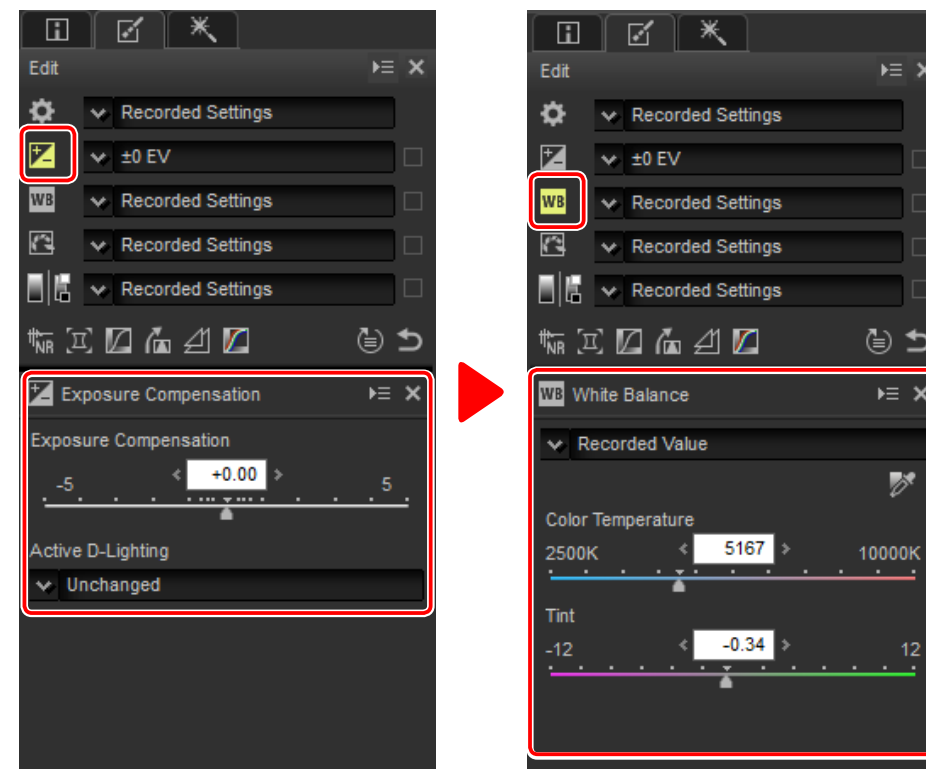 Edit
Recorded Settings
±0 EV
WB Recorded Settings
Recorded Settings
Recorded Settings
NR
Exposure Compensation
Exposure Compensation
-5 +0.00 5
Active D-Lighting
Unchanged
Edit
Recorded Settings
±0 EV
WB Recorded Settings
Recorded Settings
Recorded Settings
NR
WB White Balance
Recorded Value
Color Temperature
2500K 5167 10000K
Tint
-12 -0.34 12